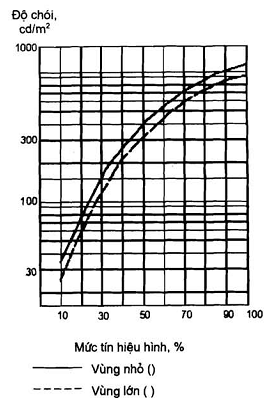 Độ chói,
cd/m²
1000
300
100
30
10 30 50 70 90 100
Mức tín hiệu hình, %
Vùng nhỏ ()
Vùng lớn ( )